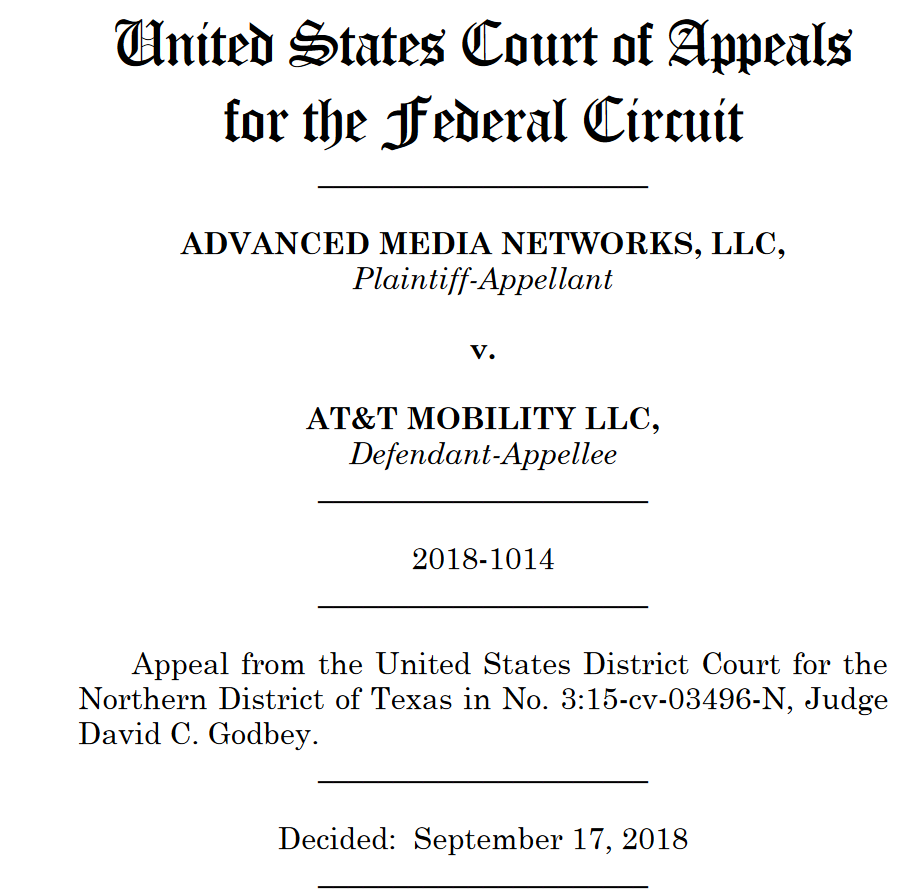 United States Court of Appeals
for the Federal Circuit
ADVANCED MEDIA NETWORKS, LLC,
Plaintiff-Appellant
v.
AT&T MOBILITY LLC,
Defendant-Appellee
2018-1014
Appeal from the United States District Court for the
Northern District of Texas in No. 3:15-cv-03496-N, Judge
David C. Godbey.
Decided: September 17, 2018